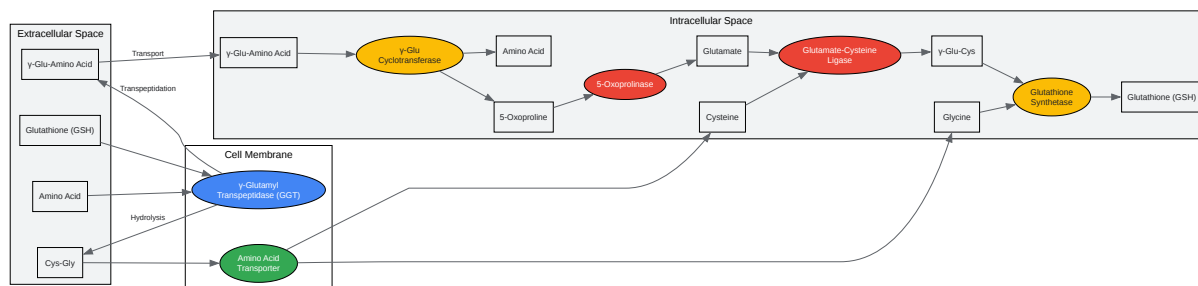 Extracellular Space
γ-Glu-Amino Acid
Glutathione (GSH)
Amino Acid
Cys-Gly
Transport
Transpeptidation
Hydrolysis
Cell Membrane
γ-Glutamyl
Transpeptidase (GGT)
Amino Acid
Transporter
Intracellular Space
γ-Glu-Amino Acid
γ-Glu
Cyclotransferase
Amino Acid
5-Oxoproline
5-Oxoprolinase
Glutamate
Cysteine
Glutamate-Cysteine
Ligase
γ-Glu-Cys
Glycine
Glutathione
Synthetase
Glutathione (GSH)